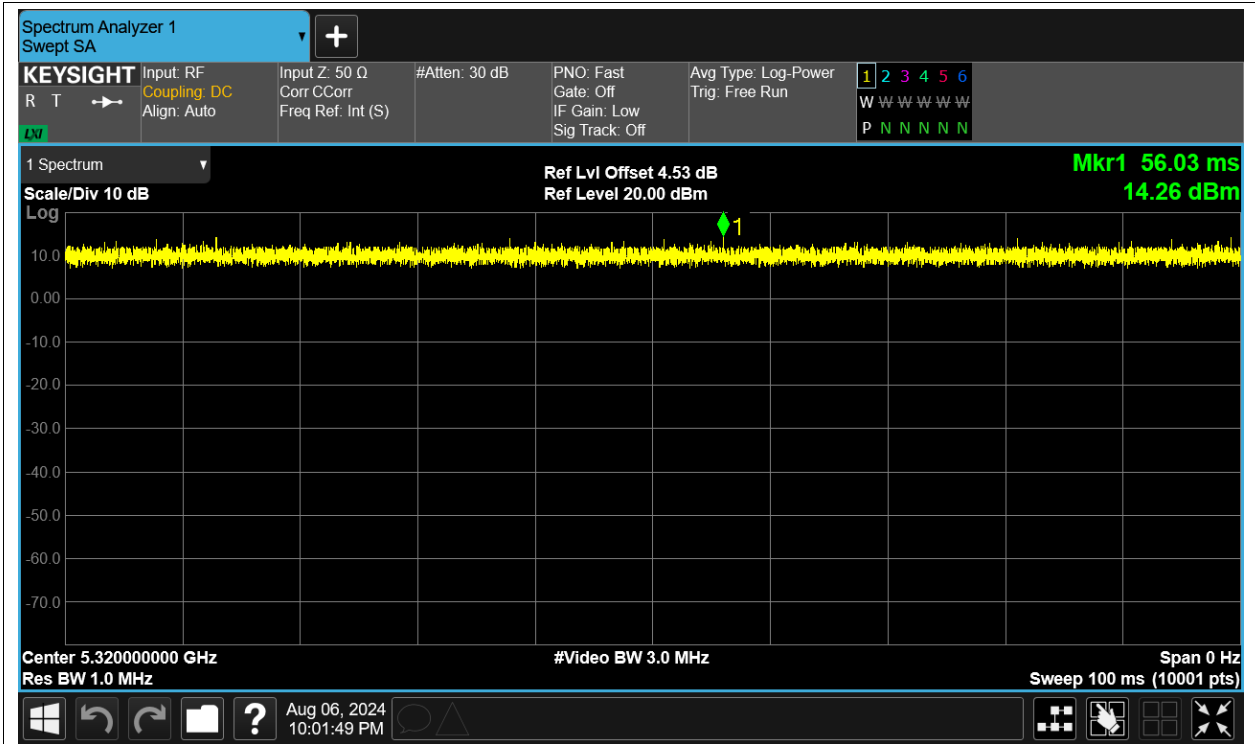 Spectrum Analyzer 1
Swept SA
KEYSIGHT
R T
LXI
Input: RF
Coupling: DC
Align: Auto
Input Z: 50 Ω
Corr CCorr
Freq Ref: Int (S)
#Atten: 30 dB
PNO: Fast
Gate: Off
IF Gain: Low
Sig Track: Off
Avg Type: Log-Power
Trig: Free Run
1 2 3 4 5 6
W W W W W W
P N N N N N
1 Spectrum
Scale/Div 10 dB
Ref Lvl Offset 4.53 dB
Ref Level 20.00 dBm
Mkr1 56.03 ms
14.26 dBm
Log
1
10.0
0.00
-10.0
-20.0
-30.0
-40.0
-50.0
-60.0
-70.0
Center 5.320000000 GHz
#Video BW 3.0 MHz
Span 0 Hz
Res BW 1.0 MHz
Sweep 100 ms (10001 pts)
?
Aug 06, 2024
10:01:49 PM